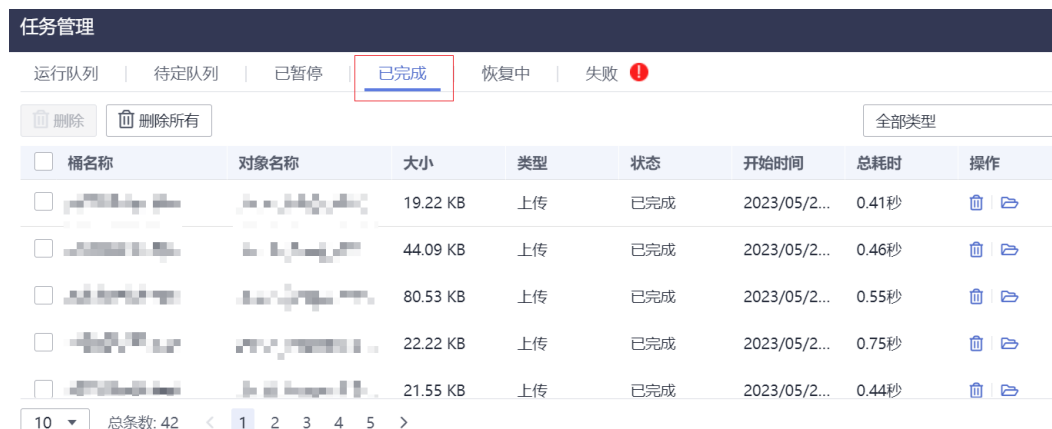 任务管理
运行队列 待定队列 已暂停 已完成 恢复中 失败 !
删除 删除所有 全部类型
桶名称 对象名称 大小 类型 状态 开始时间 总耗时 操作
19.22 KB 上传 已完成 2023/05/2... 0.41秒
44.09 KB 上传 已完成 2023/05/2... 0.46秒
80.53 KB 上传 已完成 2023/05/2... 0.55秒
22.22 KB 上传 已完成 2023/05/2... 0.75秒
21.55 KB 上传 已完成 2023/05/2... 0.44秒
10 总条数: 42 < 1 2 3 4 5 >